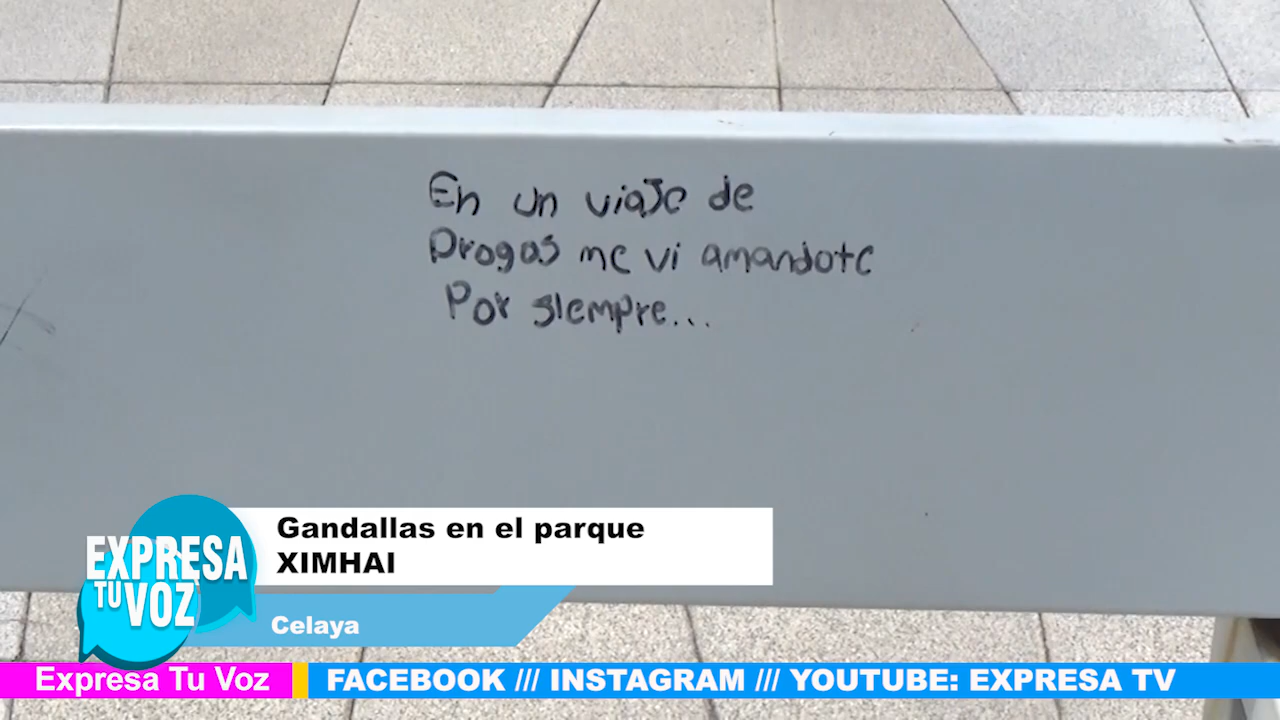 En un viaje de
Drogas me vi amandote
Por siempre...
Gandallas en el parque
XIMHAI
EXPRESA
TU VOZ
Celaya
Expresa Tu Voz
FACEBOOK /// INSTAGRAM /// YOUTUBE: EXPRESA TV